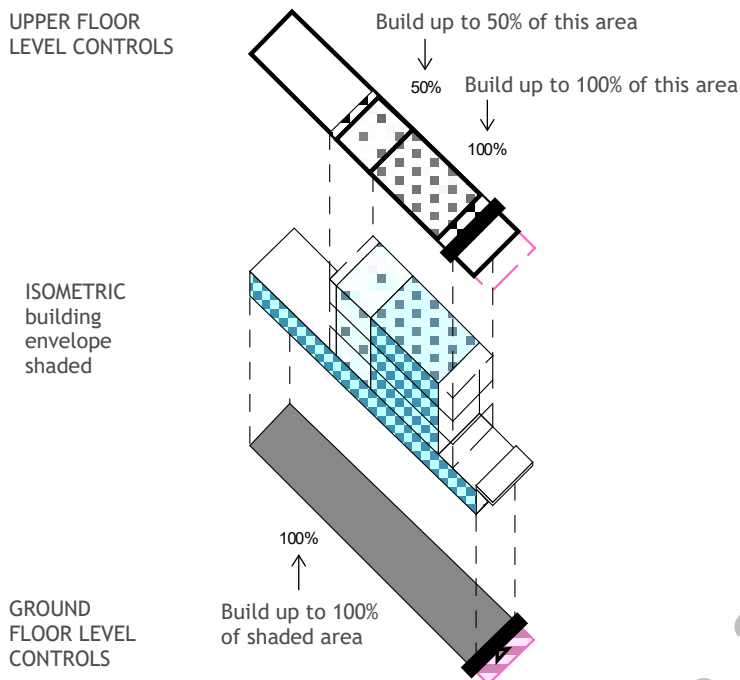 UPPER FLOOR
LEVEL CONTROLS
Build up to 50% of this area
50%
Build up to 100% of this area
100%
ISOMETRIC
building
envelope
shaded
100%
Build up to 100%
of shaded area
GROUND
FLOOR LEVEL
CONTROLS